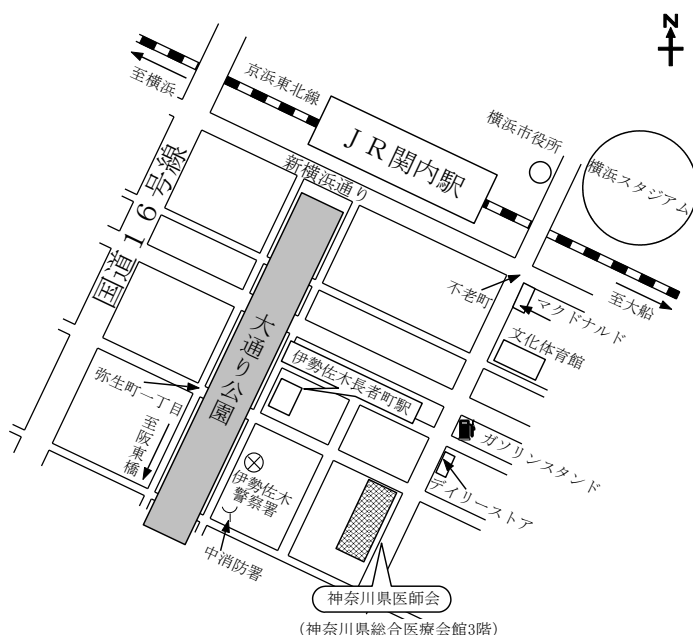 N
至横浜
京浜東北線
JR関内駅
横浜市役所
横浜スタジアム
国道16号線
新横浜通り
不老町
至大船
マクドナルド
文化体育館
大通り公園
伊勢佐木長者町駅
弥生町一丁目
至阪東橋
ガソリンスタンド
デイリーストア
伊勢佐木
警察署
中消防署
神奈川県医師会
(神奈川県総合医療会館3階)